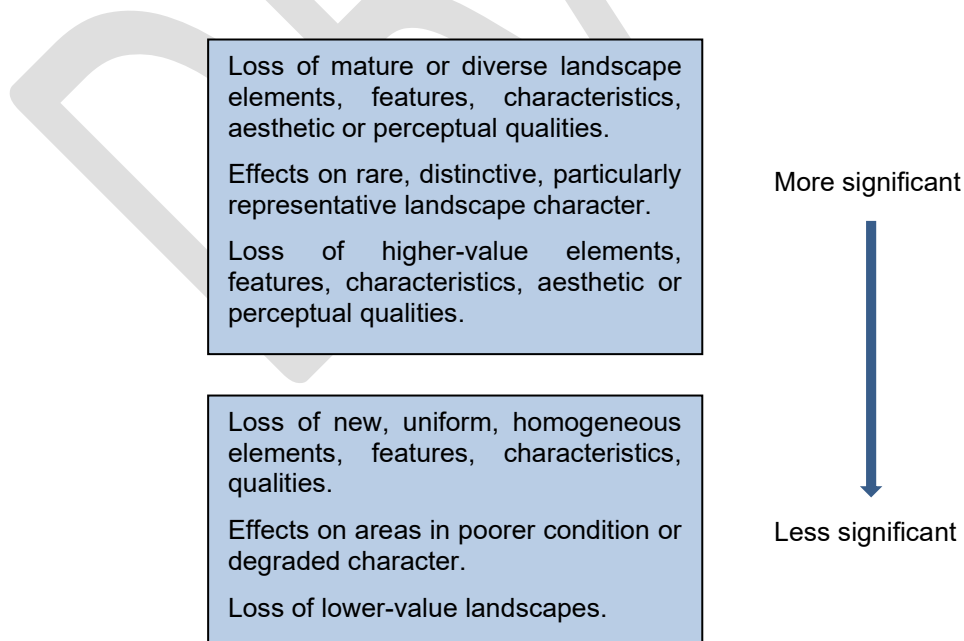 Loss of mature or diverse landscape
elements, features, characteristics,
aesthetic or perceptual qualities.
Effects on rare, distinctive, particularly
representative landscape character.
Loss of higher-value elements,
features, characteristics, aesthetic or
perceptual qualities.
More significant
Loss of new, uniform, homogeneous
elements, features, characteristics,
qualities.
Effects on areas in poorer condition or
degraded character.
Loss of lower-value landscapes.
Less significant